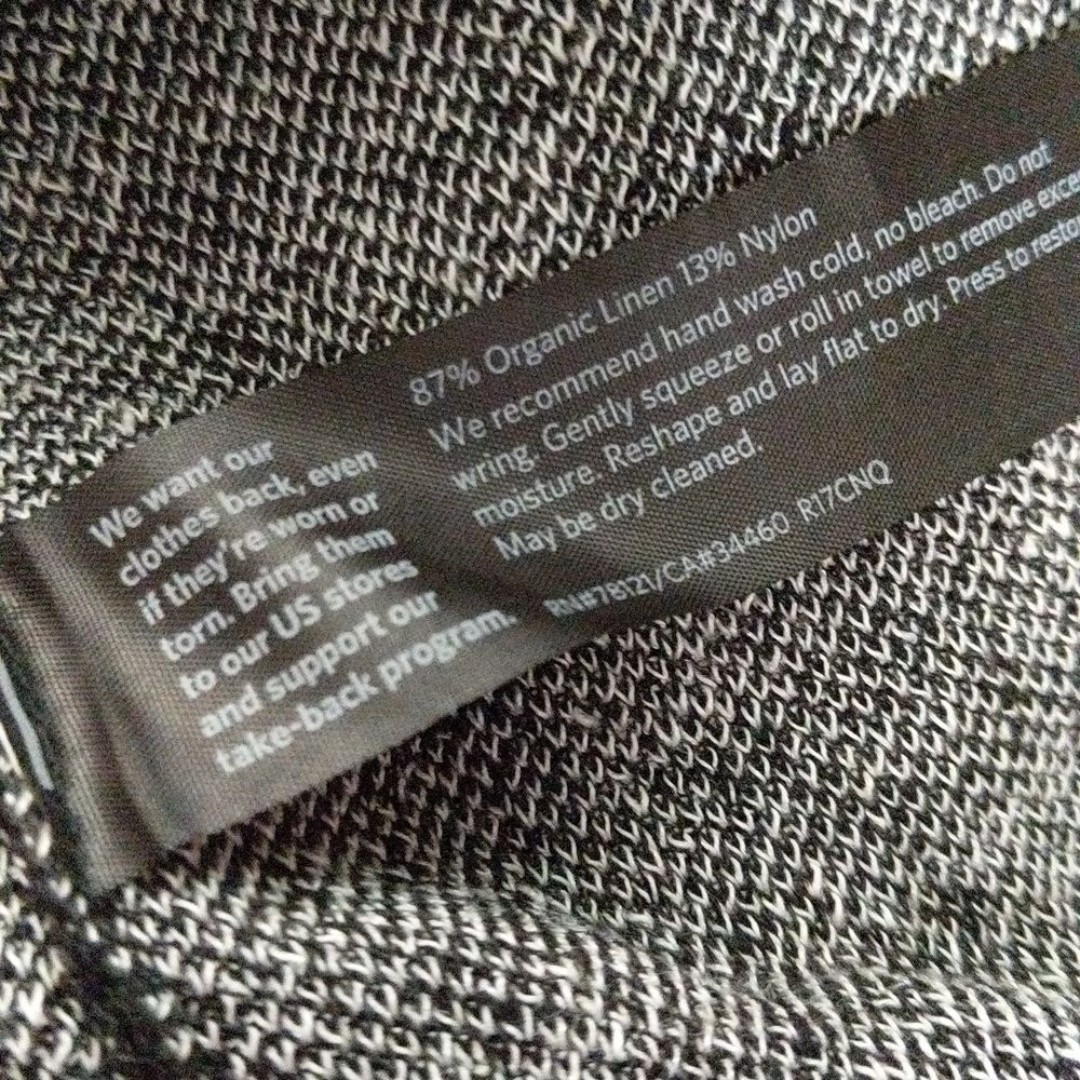 We want our
clothes back, even
if they're worn or
torn. Bring them
to our US stores
and support our
take-back program.
87% Organic Linen 13% Nylon
We recommend hand wash cold, no bleach. Do not
wring. Gently squeeze or roll in towel to remove
moisture. Reshape and lay flat to dry. Press to
May be dry cleaned.
RN#78121/CA#34460 R17CNQ